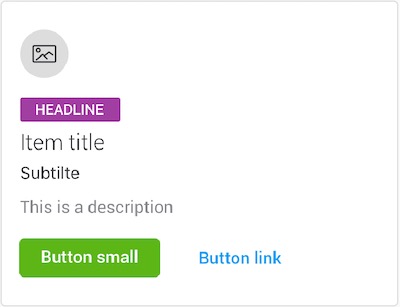 HEADLINE
Item title
Subtilte
This is a description
Button small
Button link